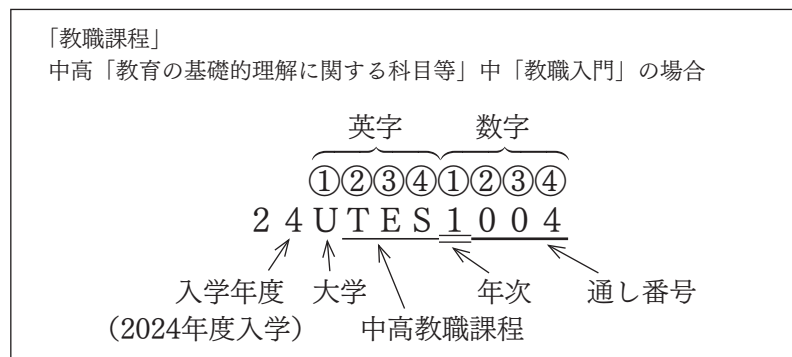 「教職課程」
中高「教育の基礎的理解に関する科目等」中「教職入門」の場合
英字 数字
①②③④①②③④
24UTES1004
入学年度 大学 年次 通し番号
(2024年度入学) 中高教職課程